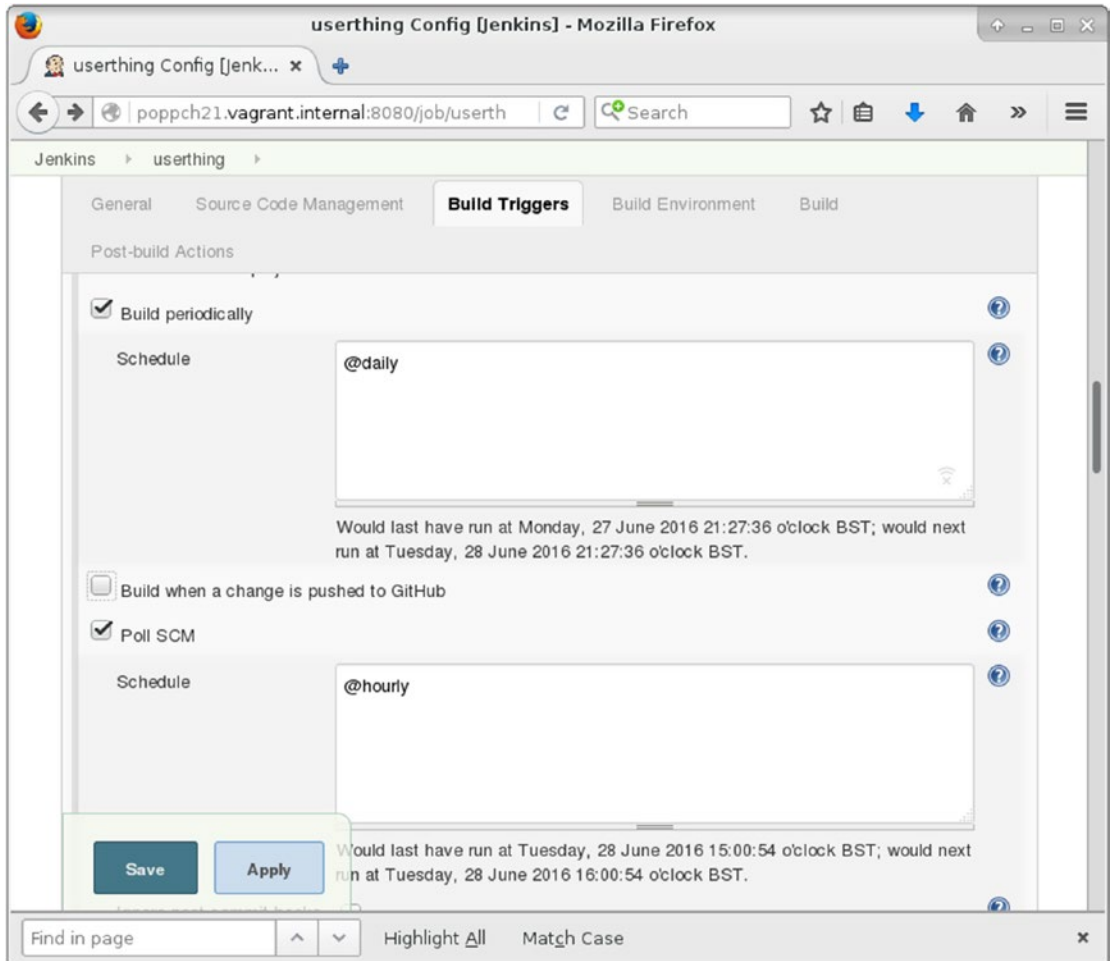 userthing Config [Jenkins] - Mozilla Firefox
userthing Config [Jenk...
poppch21.vagrant.internal:8080/job/userth
Search
Jenkins
userthing
General
Source Code Management
Build Triggers
Build Environment
Build
Post-build Actions
Build periodically
Schedule
@daily
Would last have run at Monday, 27 June 2016 21:27:36 o'clock BST; would next
run at Tuesday, 28 June 2016 21:27:36 o'clock BST.
Build when a change is pushed to GitHub
Poll SCM
Schedule
@hourly
Would last have run at Tuesday, 28 June 2016 15:00:54 o'clock BST; would next
run at Tuesday, 28 June 2016 16:00:54 o'clock BST.
Save
Apply
Find in page
Highlight All
Match Case